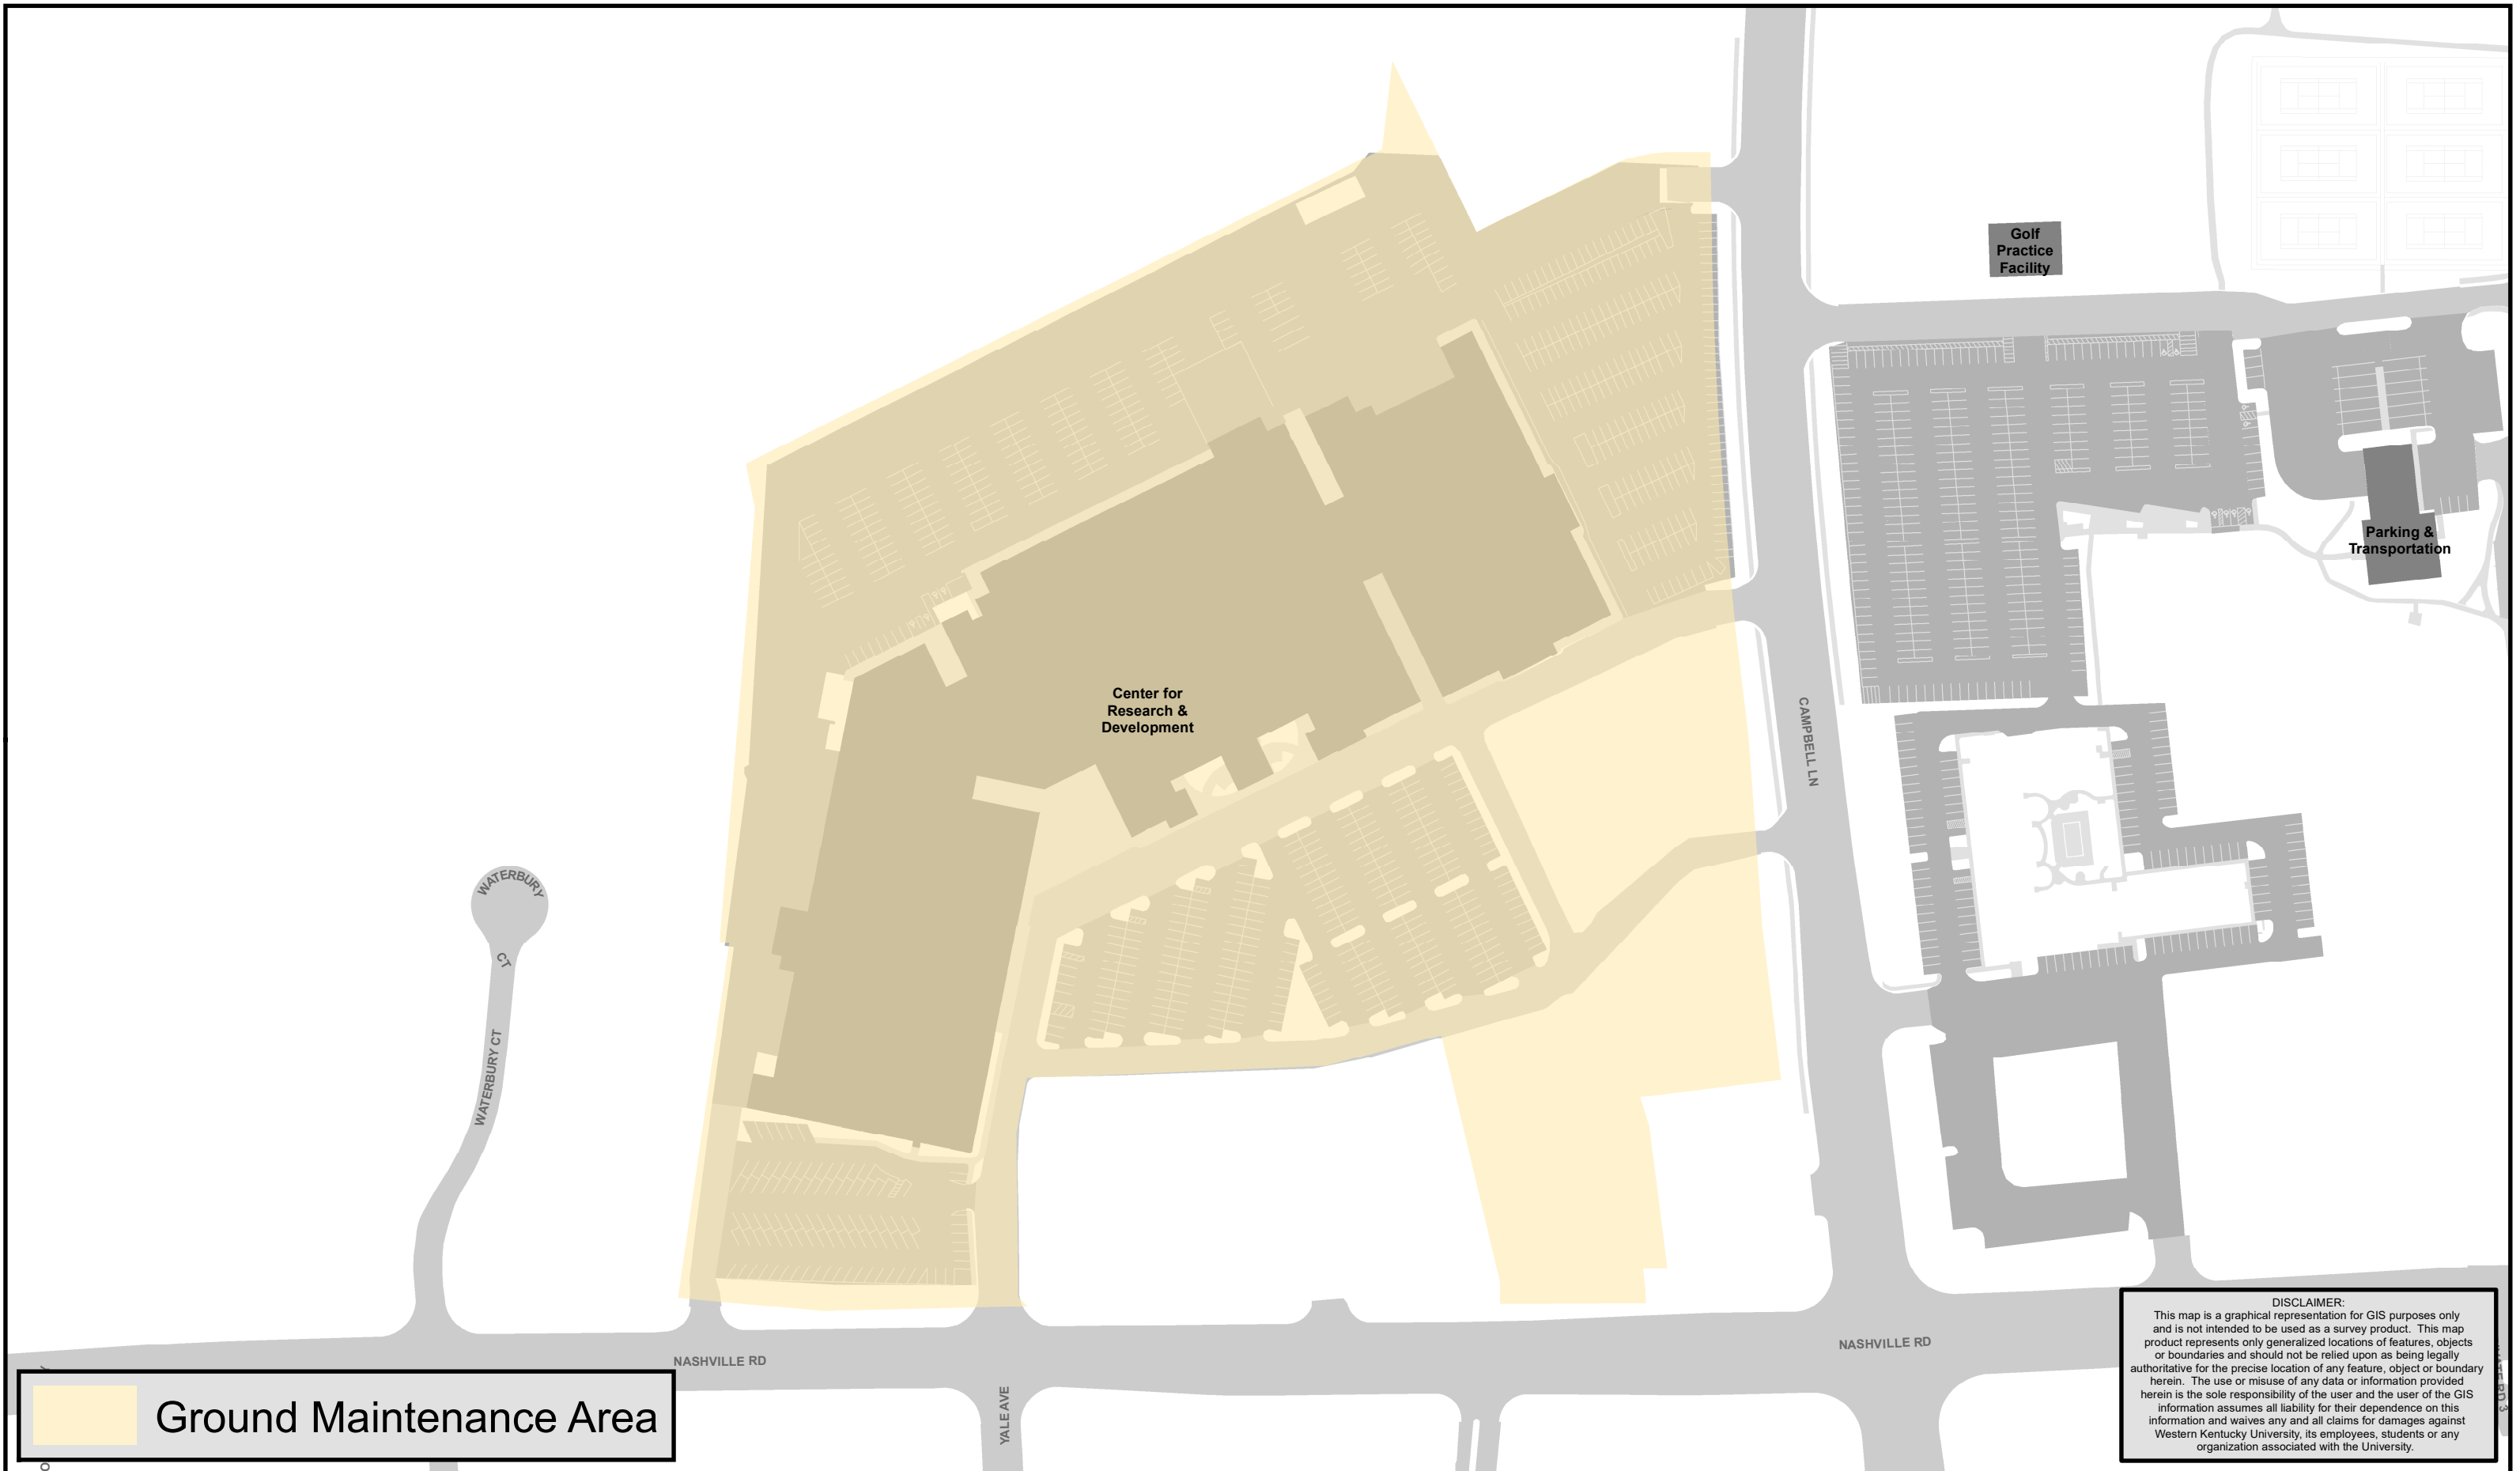 Golf
Practice
Facility
Parking &
Transportation
Center for
Research &
Development
CAMPBELL LN
WATERBURY
CT
WATERBURY CT
NASHVILLE RD
NASHVILLE RD
YALE AVE
Ground Maintenance Area
DISCLAIMER:
This map is a graphical representation for GIS purposes only
and is not intended to be used as a survey product. This map
product represents only generalized locations of features, objects
or boundaries and should not be relied upon as being legally
authoritative for the precise location of any feature, object or boundary
herein. The use or misuse of any data or information provided
herein is the sole responsibility of the user and the user of the GIS
information assumes all liability for their dependence on this
information and waives any and all claims for damages against
Western Kentucky University, its employees, students or any
organization associated with the University.